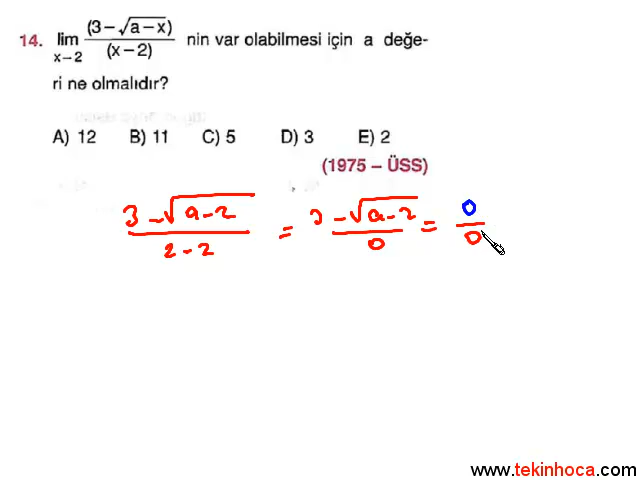 14. lim x→2 (3 − √a − x) / (x − 2) nin var olabilmesi için a değe-
ri ne olmalıdır?
A) 12 B) 11 C) 5 D) 3 E) 2
(1975 – ÜSS)
3 − √a − 2 / 2 − 2 = 3 − √a − 2 / 0 = 0 / 0
www.tekinhoca.com